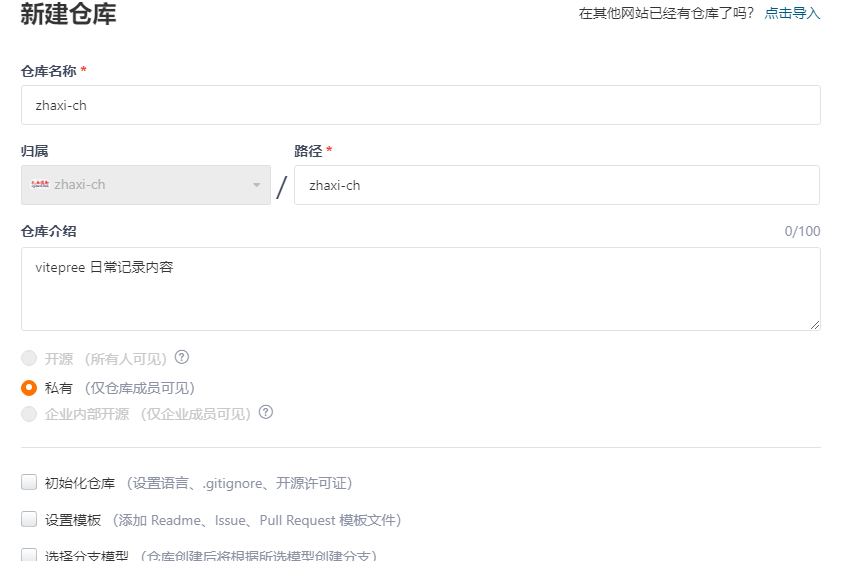 新建仓库
在其他网站已经有仓库了吗? 点击导入
仓库名称 *
zhaxi-ch
归属
路径 *
zhaxi-ch
/
zhaxi-ch
仓库介绍
0/100
vitepree 日常记录内容
开源 (所有人可见)
私有 (仅仓库成员可见)
企业内部开源 (仅企业成员可见)
初始化仓库 (设置语言、.gitignore、开源许可证)
设置模板 (添加 Readme、Issue、Pull Request 模板文件)
选择分支模型 (仓库创建后将根据所选模型创建分支)